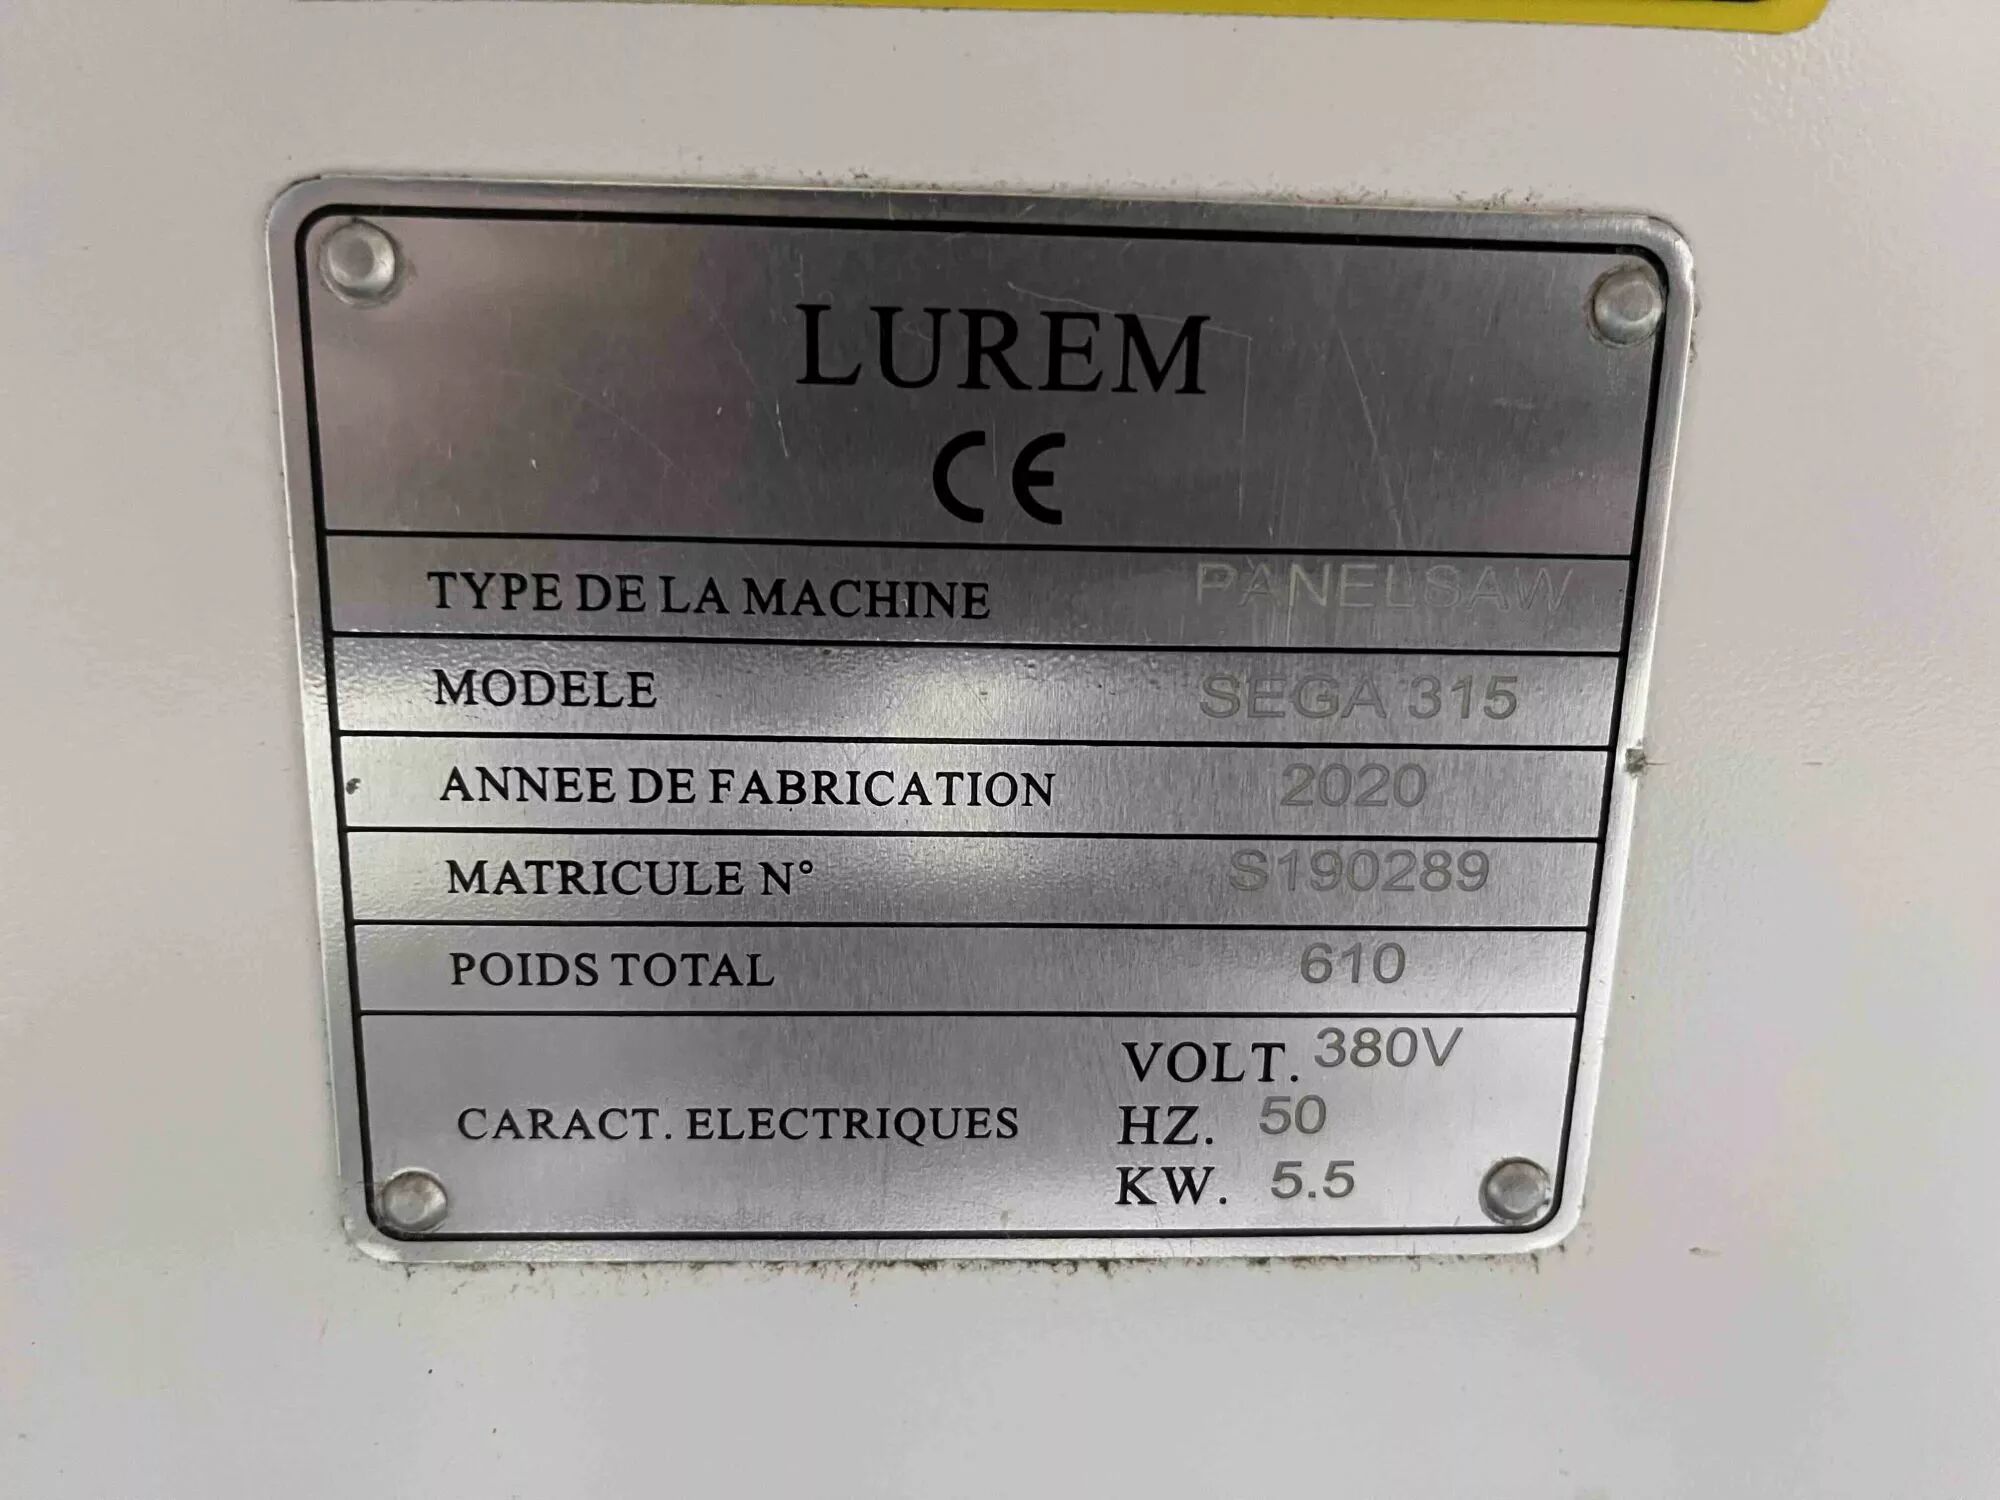 LUREM
CE
TYPE DE LA MACHINE PANELSAW
MODELE SEGA 315
ANNEE DE FABRICATION 2020
MATRICULE N° S190289
POIDS TOTAL 610
CARACT. ELECTRIQUES
VOLT. 380V
HZ. 50
KW. 5.5